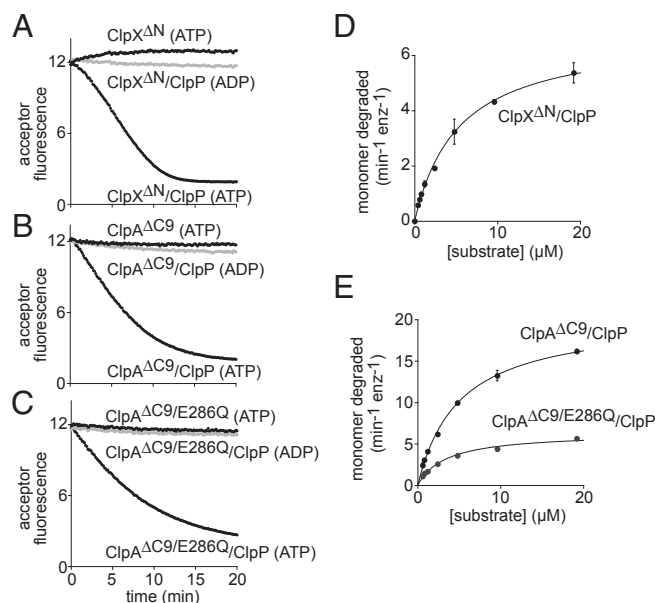 A
ClpX^ΔN (ATP)
12
ClpX^ΔN/ClpP (ADP)
6
ClpX^ΔN/ClpP (ATP)
0
acceptor
fluorescence
B
12
ClpA^ΔC9 (ATP)
ClpA^ΔC9/ClpP (ADP)
6
ClpA^ΔC9/ClpP (ATP)
0
acceptor
fluorescence
C
12
ClpA^ΔC9/E286Q (ATP)
ClpA^ΔC9/E286Q/ClpP (ADP)
6
ClpA^ΔC9/E286Q/ClpP (ATP)
0
acceptor
fluorescence
0 5 10 15 20
time (min)
D
6
4
2
0
ClpX^ΔN/ClpP
monomer degraded
(min-1 enz-1)
0 10 20
[substrate] (µM)
E
20
15
10
5
0
ClpA^ΔC9/ClpP
ClpA^ΔC9/E286Q/ClpP
monomer degraded
(min-1 enz-1)
0 10 20
[substrate] (µM)